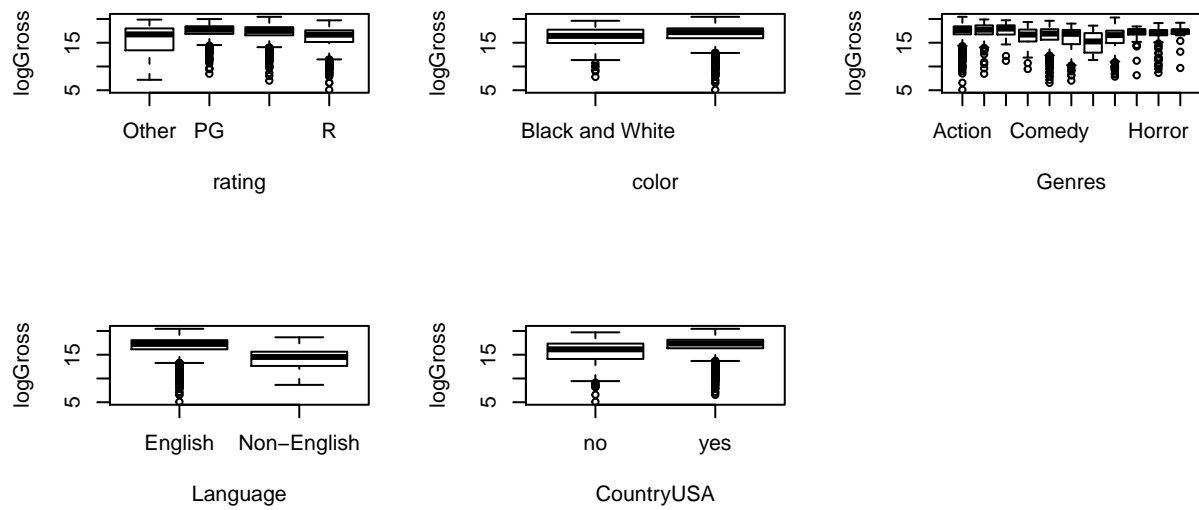 logGross
15
5
Other PG R
rating
logGross
15
5
Black and White
color
logGross
15
5
Action Comedy Horror
Genres
logGross
15
5
English Non−English
Language
logGross
15
5
no yes
CountryUSA